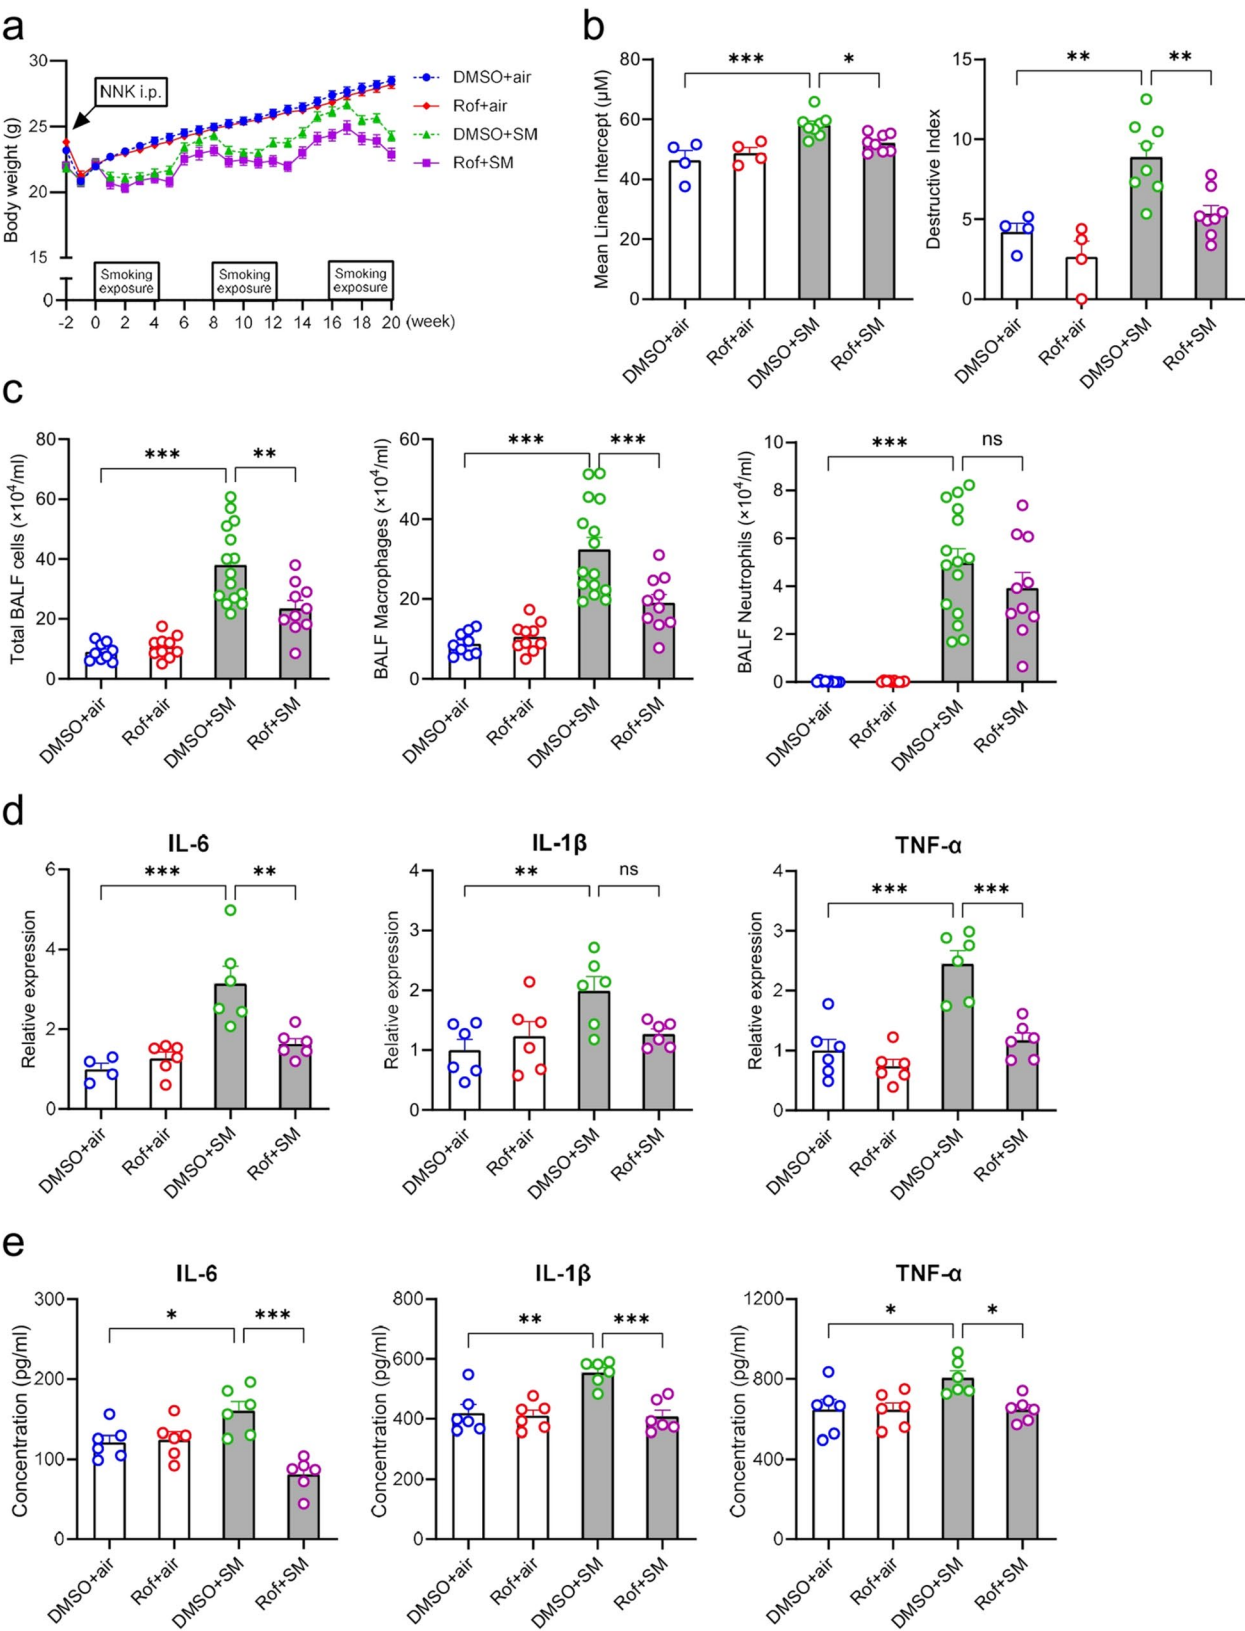 a
30
25
20
15
0
Body weight (g)
NNK i.p.
DMSO+air
Rof+air
DMSO+SM
Rof+SM
Smoking
exposure
Smoking
exposure
Smoking
exposure
-2 0 2 4 6 8 10 12 14 16 18 20 (week)
b
80
60
40
20
0
Mean Linear Intercept (μM)
*** *
DMSO+air Rof+air DMSO+SM Rof+SM
15
10
5
0
Destructive Index
** **
DMSO+air Rof+air DMSO+SM Rof+SM
c
80
60
40
20
0
Total BALF cells (×10⁴/ml)
*** **
DMSO+air Rof+air DMSO+SM Rof+SM
60
40
20
0
BALF Macrophages (×10⁴/ml)
*** ***
DMSO+air Rof+air DMSO+SM Rof+SM
10
8
6
4
2
0
BALF Neutrophils (×10⁴/ml)
*** ns
DMSO+air Rof+air DMSO+SM Rof+SM
d
IL-6
6
4
2
0
Relative expression
*** **
DMSO+air Rof+air DMSO+SM Rof+SM
IL-1β
4
3
2
1
0
Relative expression
** ns
DMSO+air Rof+air DMSO+SM Rof+SM
TNF-α
4
3
2
1
0
Relative expression
*** ***
DMSO+air Rof+air DMSO+SM Rof+SM
e
IL-6
300
200
100
0
Concentration (pg/ml)
* ***
DMSO+air Rof+air DMSO+SM Rof+SM
IL-1β
800
600
400
200
0
Concentration (pg/ml)
** ***
DMSO+air Rof+air DMSO+SM Rof+SM
TNF-α
1200
800
400
0
Concentration (pg/ml)
* *
DMSO+air Rof+air DMSO+SM Rof+SM